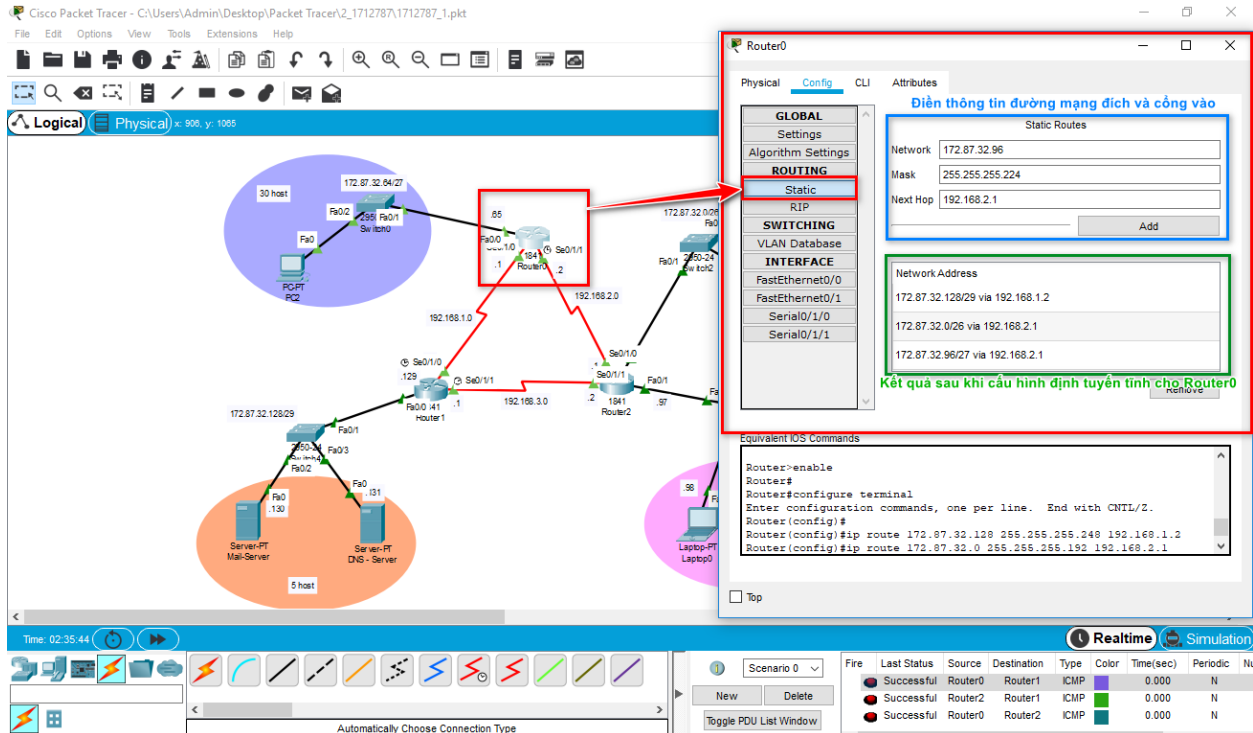 Cisco Packet Tracer - C:\Users\Admin\Desktop\Packet Tracer\2_1712787\1712787_1.pkt
File Edit Options View Tools Extensions Help
Logical Physical x: 906, y: 1065
30 host
172.87.32.64/27
Fa0/2
Fa0/1
Switch0
Fa0
PC-PT
PC2
.65
Fa0/0
Se0/1/1
.1
Router0
.2
192.168.1.0
192.168.2.0
172.87.32.0/26
Fa0/1
2950-24
Switch2
Se0/1/0
.129
Se0/1/1
Fa0/0
.1
Router1
192.168.3.0
Se0/1/0
Se0/1/1
.2
1841
Router2
Fa0/1
.97
172.87.32.128/29
Fa0/1
Fa0/3
Fa0/2
Fa0
.130
Fa0
.131
Server-PT
Mail-Server
Server-PT
DNS - Server
5 host
.98
Laptop-PT
Laptop0
Router0
Physical Config CLI Attributes
Điền thông tin đường mạng đích và cổng vào
GLOBAL
Settings
Algorithm Settings
ROUTING
Static
RIP
SWITCHING
VLAN Database
INTERFACE
FastEthernet0/0
FastEthernet0/1
Serial0/1/0
Serial0/1/1
Static Routes
Network 172.87.32.96
Mask 255.255.255.224
Next Hop 192.168.2.1
Add
Network Address
172.87.32.128/29 via 192.168.1.2
172.87.32.0/26 via 192.168.2.1
172.87.32.96/27 via 192.168.2.1
Kết quả sau khi cấu hình định tuyến tĩnh cho Router0
Remove
Equivalent IOS Commands
Router>enable
Router#
Router#configure terminal
Enter configuration commands, one per line. End with CNTL/Z.
Router(config)#
Router(config)#ip route 172.87.32.128 255.255.255.248 192.168.1.2
Router(config)#ip route 172.87.32.0 255.255.255.192 192.168.2.1
Top
Time: 02:35:44
Realtime Simulation
Automatically Choose Connection Type
Scenario 0
New Delete
Toggle PDU List Window
Fire Last Status Source Destination Type Color Time(sec) Periodic
Successful Router0 Router1 ICMP 0.000 N
Successful Router2 Router1 ICMP 0.000 N
Successful Router0 Router2 ICMP 0.000 N